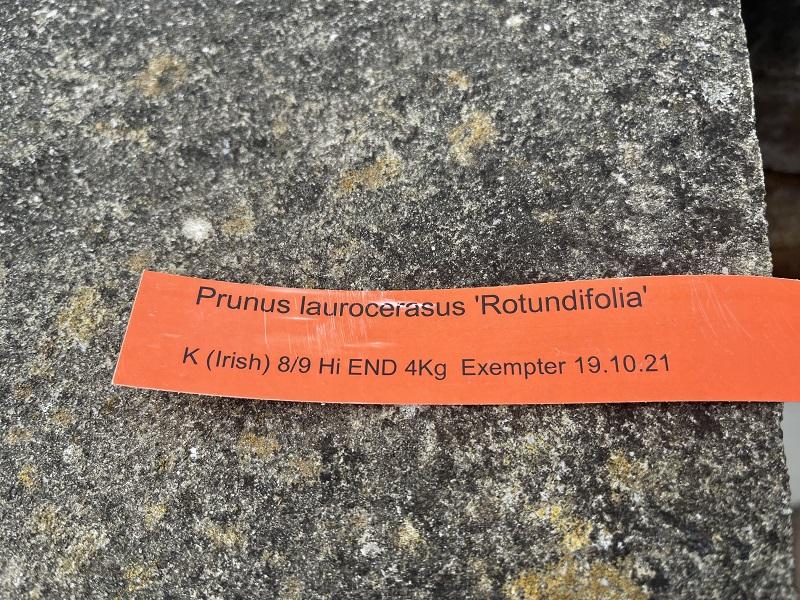 Prunus laurocerasus 'Rotundifolia'
K (Irish) 8/9 Hi END 4Kg Exempter 19.10.21